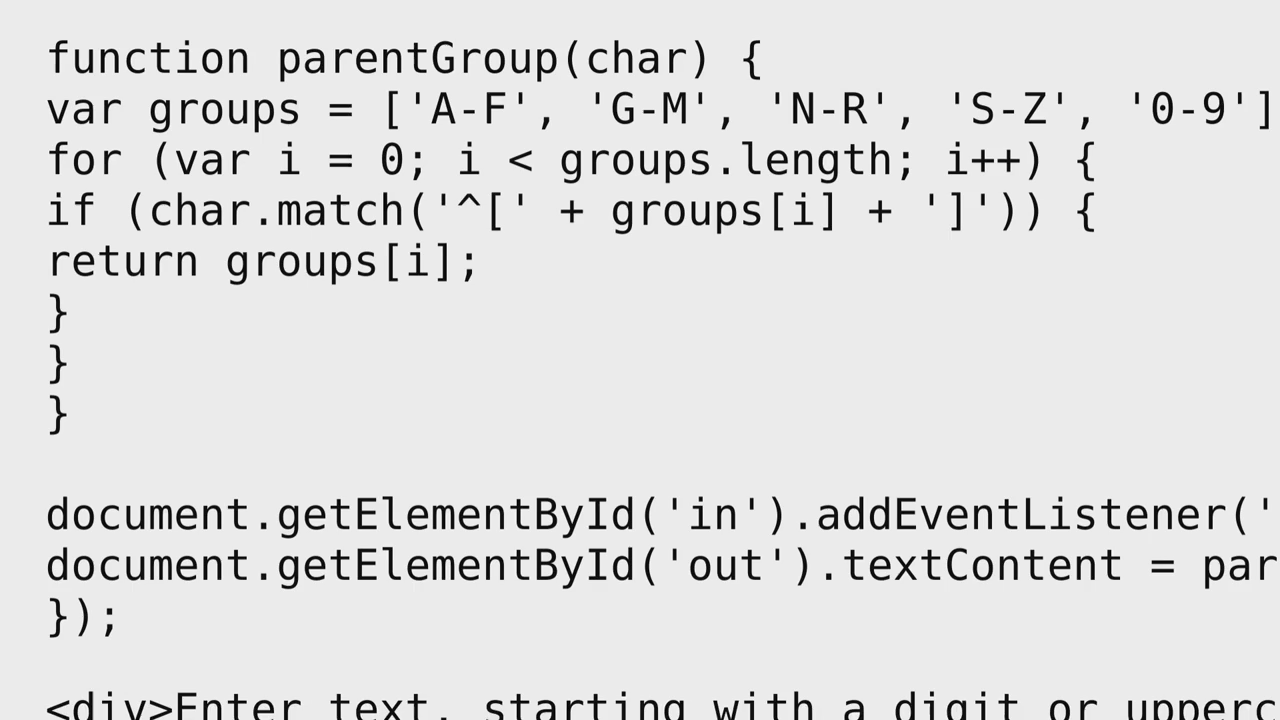 function parentGroup(char) {
var groups = ['A-F', 'G-M', 'N-R', 'S-Z', '0-9']
for (var i = 0; i < groups.length; i++) {
if (char.match('^[' + groups[i] + ']')) {
return groups[i];
}
}
}
document.getElementById('in').addEventListener('
document.getElementById('out').textContent = par
});
<div>Enter text, starting with a digit or upperc